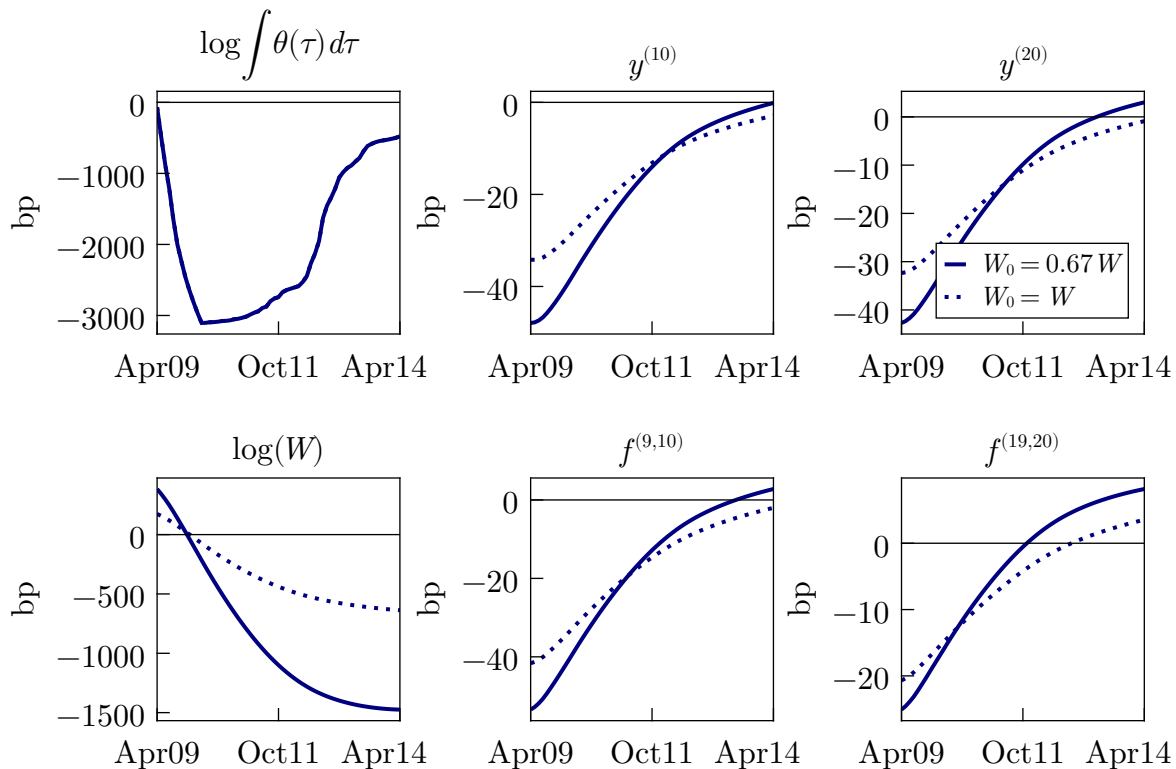 log ∫ θ(τ) dτ
bp
0
−1000
−2000
−3000
Apr09 Oct11 Apr14
y^(10)
0
−20
−40
Apr09 Oct11 Apr14
y^(20)
bp
0
−10
−20
−30
−40
W₀ = 0.67 W
W₀ = W
Apr09 Oct11 Apr14
log(W)
bp
0
−500
−1000
−1500
Apr09 Oct11 Apr14
f^(9,10)
bp
0
−20
−40
Apr09 Oct11 Apr14
f^(19,20)
bp
0
−10
−20
Apr09 Oct11 Apr14